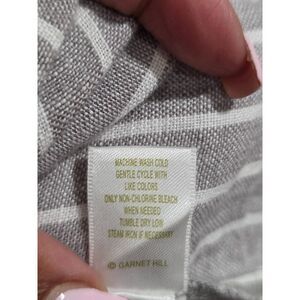 MACHINE WASH COLD
GENTLE CYCLE WITH
LIKE COLORS
ONLY NON-CHLORINE BLEACH
WHEN NEEDED
TUMBLE DRY LOW
STEAM IRON IF NECESSARY
© GARNET HILL